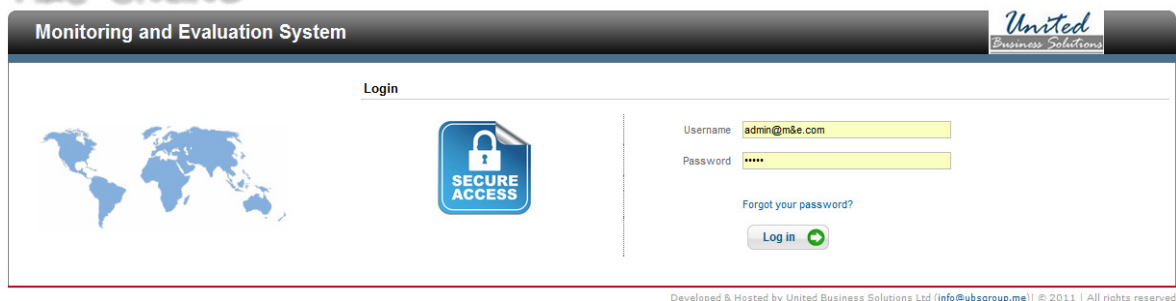 Monitoring and Evaluation System
United
Business Solutions
Login
SECURE
ACCESS
Username admin@m&e.com
Password •••••
Forgot your password?
Log in
Developed & Hosted by United Business Solutions Ltd (info@ubsgroup.me)| © 2011 | All rights reserved